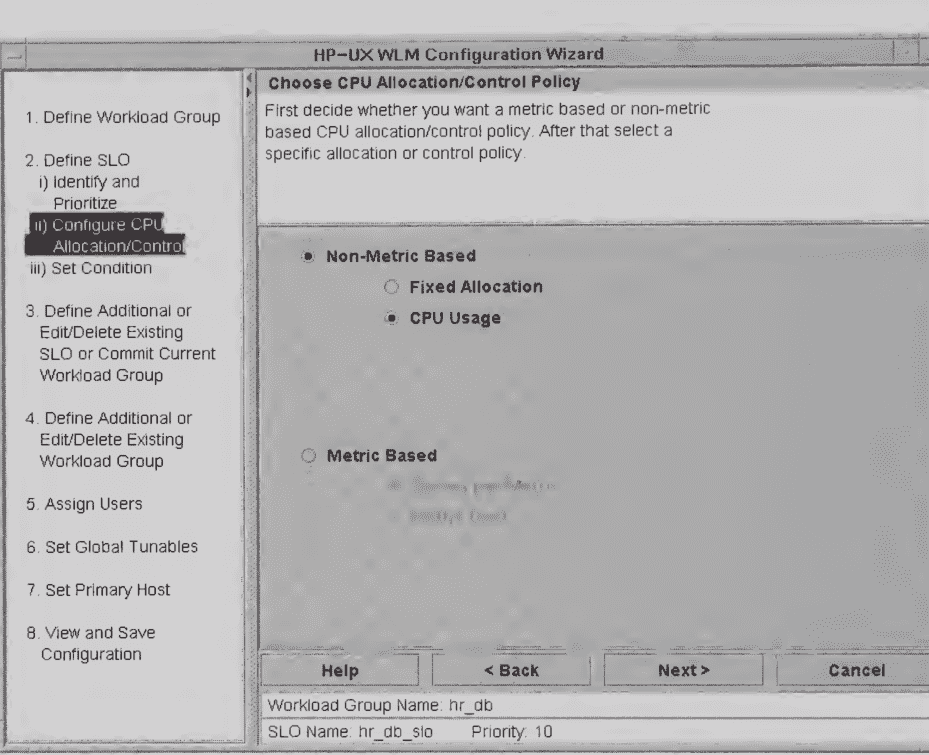 HP-UX WLM Configuration Wizard
1. Define Workload Group
2. Define SLO
i) Identify and
Prioritize
ii) Configure CPU
Allocation/Control
iii) Set Condition
3. Define Additional or
Edit/Delete Existing
SLO or Commit Current
Workload Group
4. Define Additional or
Edit/Delete Existing
Workload Group
5. Assign Users
6. Set Global Tunables
7. Set Primary Host
8. View and Save
Configuration
Choose CPU Allocation/Control Policy
First decide whether you want a metric based or non-metric
based CPU allocation/control policy. After that select a
specific allocation or control policy.
Non-Metric Based
Fixed Allocation
CPU Usage
Metric Based
Help
< Back
Next >
Cancel
Workload Group Name: hr_db
SLO Name: hr_db_slo Priority: 10